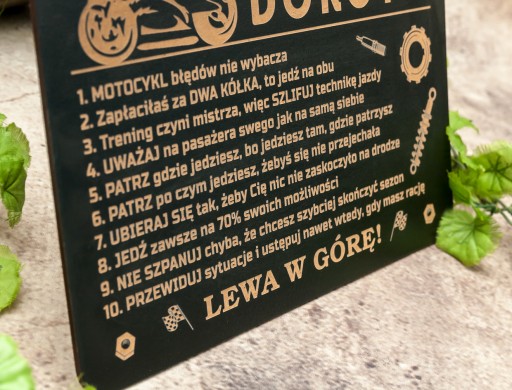 1. MOTOCYKL błędów nie wybacza
2. Zapłaciłaś za DWA KÓŁKA, to jedź na obu
3. Trening czyni mistrza, więc SZLIFUJ technikę jazdy
4. UWAŻAJ na pasażera swego jak na samą siebie
5. PATRZ gdzie jedziesz, bo jedziesz tam, gdzie patrzysz
6. PATRZ po czym jedziesz, żebyś się nie przejechała
7. UBIERAJ SIĘ tak, żeby Cię nic nie zaskoczyło na drodze
8. JEDŹ zawsze na 70% swoich możliwości
9. NIE SZPANUJ chyba, że chcesz szybciej skończyć sezon
10. PRZEWIDUJ sytuacje i ustępuj nawet wtedy, gdy masz rację
LEWA W GÓRĘ!